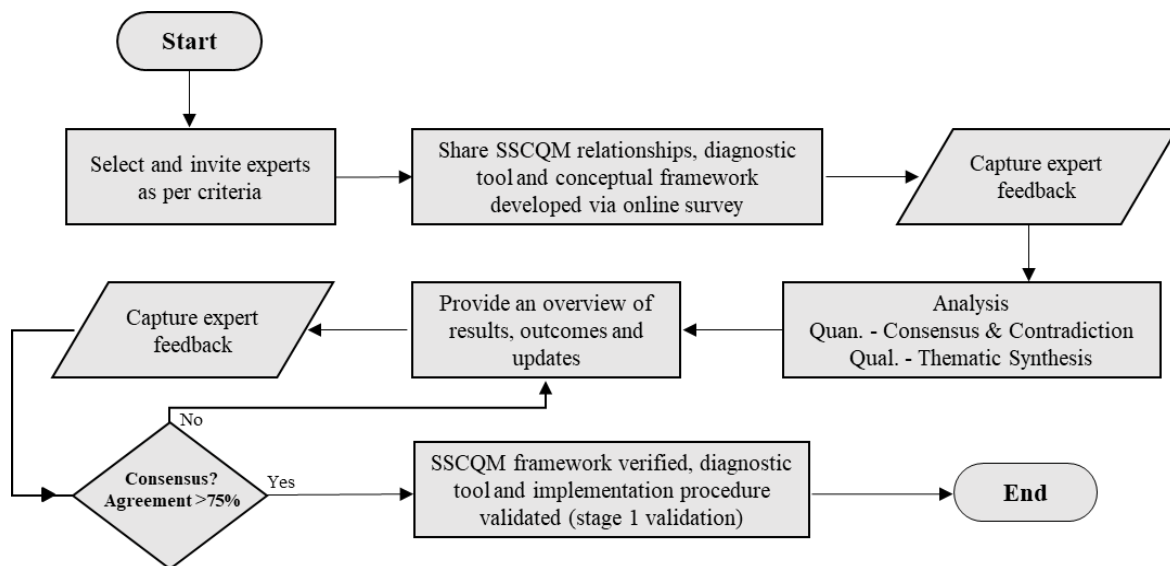 Start
Select and invite experts
as per criteria
Share SSCQM relationships, diagnostic
tool and conceptual framework
developed via online survey
Capture expert
feedback
Analysis
Quan. - Consensus & Contradiction
Qual. - Thematic Synthesis
Provide an overview of
results, outcomes and
updates
Capture expert
feedback
No
Consensus?
Agreement >75%
Yes
SSCQM framework verified, diagnostic
tool and implementation procedure
validated (stage 1 validation)
End